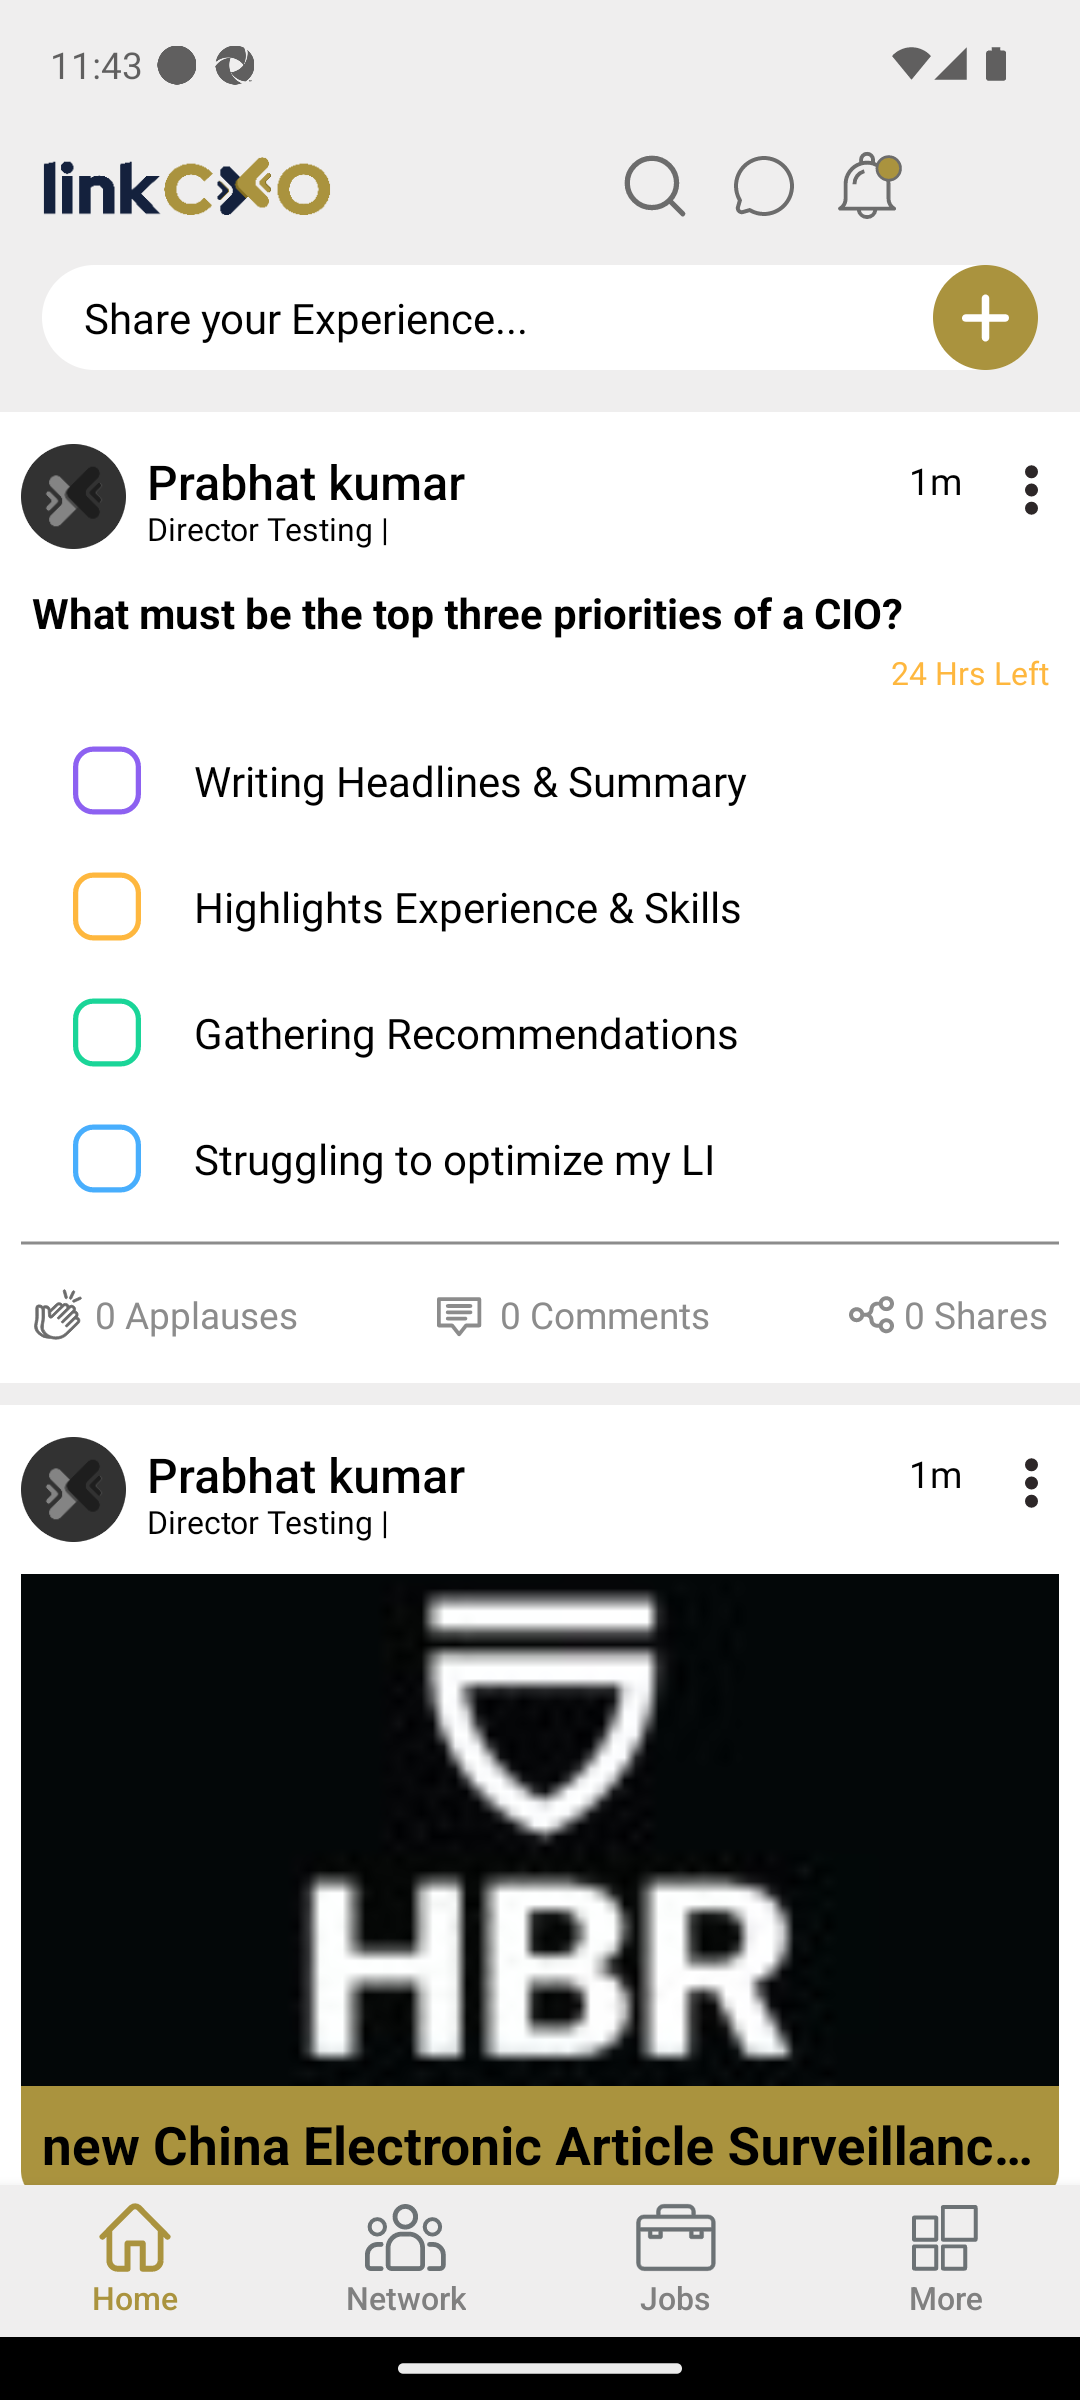 11:43
linkCXO
Share your Experience...
Prabhat kumar
1m
Director Testing |
What must be the top three priorities of a CIO?
24 Hrs Left
Writing Headlines & Summary
Highlights Experience & Skills
Gathering Recommendations
Struggling to optimize my LI
0 Applauses
0 Comments
0 Shares
Prabhat kumar
1m
Director Testing |
HBR
new China Electronic Article Surveillanc...
Home
Network
Jobs
More